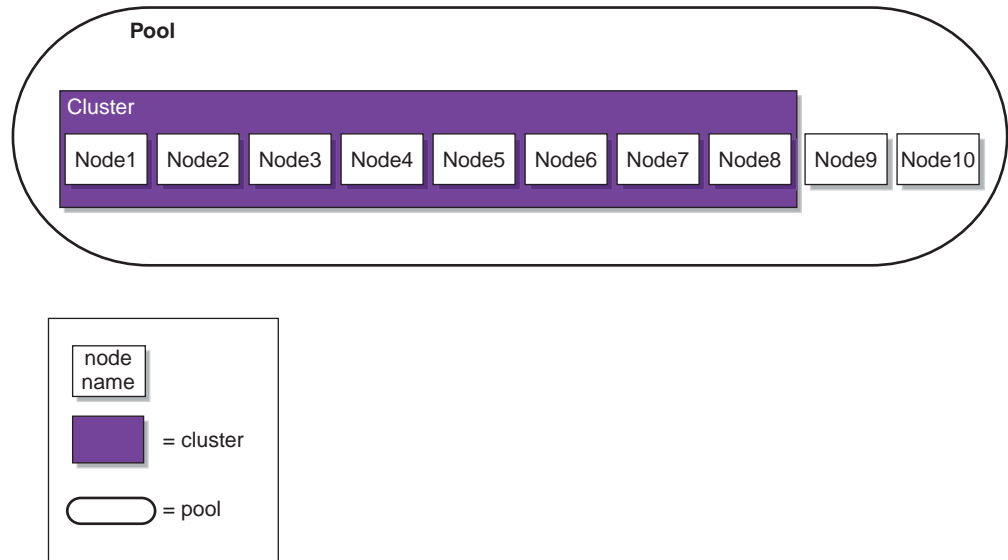 Pool
Cluster
Node1 Node2 Node3 Node4 Node5 Node6 Node7 Node8 Node9 Node10
node
name
= cluster
= pool